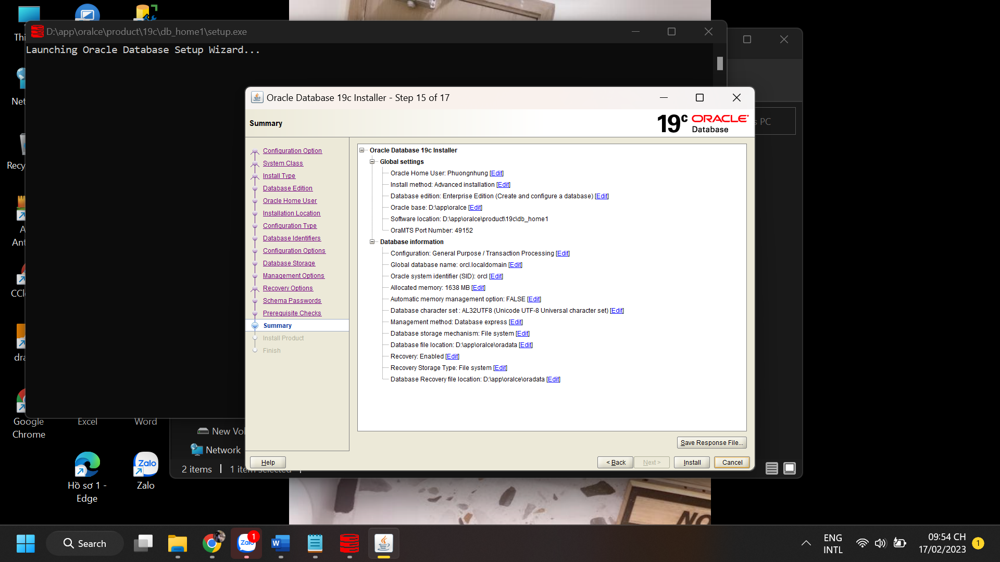 Thi
D:\app\oralce\product\19c\db_home1\setup.exe
Launching Oracle Database Setup Wizard...
Net
Recy
A
Ant
CCl
dra
Google
Chrome
Excel
Word
Hồ sơ 1 -
Edge
Zalo
Zalo
s PC
New Vol
Network
2 items
1 item selected
Oracle Database 19c Installer - Step 15 of 17
Summary
19c ORACLE
Database
Configuration Option
System Class
Install Type
Database Edition
Oracle Home User
Installation Location
Configuration Type
Database Identifiers
Configuration Options
Database Storage
Management Options
Recovery Options
Schema Passwords
Prerequisite Checks
Summary
Install Product
Finish
Oracle Database 19c Installer
Global settings
Oracle Home User: Phuongnhung [Edit]
Install method: Advanced installation [Edit]
Database edition: Enterprise Edition (Create and configure a database) [Edit]
Oracle base: D:\app\oralce [Edit]
Software location: D:\app\oralce\product\19c\db_home1
OraMTS Port Number: 49152
Database information
Configuration: General Purpose / Transaction Processing [Edit]
Global database name: orcl.localdomain [Edit]
Oracle system identifier (SID): orcl [Edit]
Allocated memory: 1638 MB [Edit]
Automatic memory management option: FALSE [Edit]
Database character set : AL32UTF8 (Unicode UTF-8 Universal character set) [Edit]
Management method: Database express [Edit]
Database storage mechanism: File system [Edit]
Database file location: D:\app\oralce\oradata [Edit]
Recovery: Enabled [Edit]
Recovery Storage Type: File system [Edit]
Database Recovery file location: D:\app\oralce\oradata [Edit]
Save Response File...
Help
< Back
Next >
Install
Cancel
NO
Search
Zalo
1
W
ENG
INTL
09:54 CH
17/02/2023
1